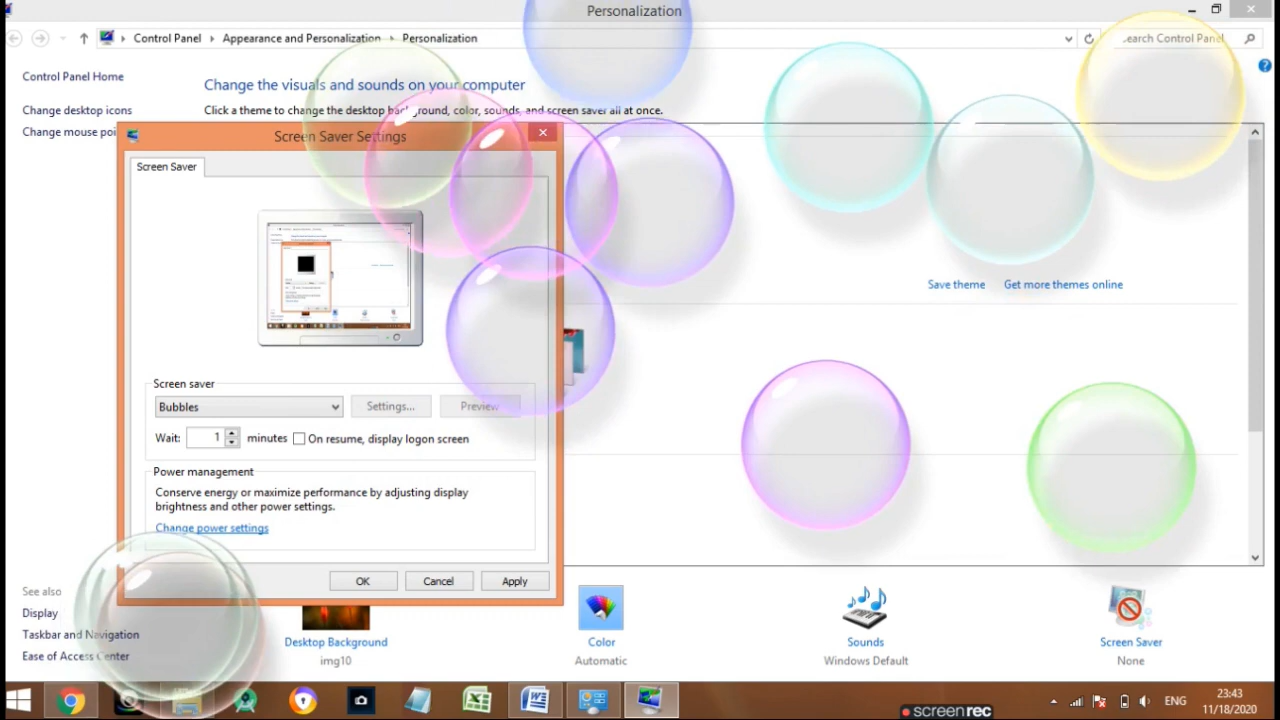 Personalization
Control Panel Appearance and Personalization Personalization
Search Control Panel
Control Panel Home
Change desktop icons
Change mouse
Change the visuals and sounds on your computer
Click a theme to change the desktop background, color, sounds, and screen saver all at once.
Screen Saver Settings
Screen Saver
Screen saver
Bubbles
Settings...
Preview
Wait: 1 minutes On resume, display logon screen
Power management
Conserve energy or maximize performance by adjusting display
brightness and other power settings.
Change power settings
OK Cancel Apply
Save theme Get more themes online
See also
Display
Taskbar and Navigation
Ease of Access Center
Desktop Background
img10
Color
Automatic
Sounds
Windows Default
Screen Saver
None
ENG
23:43
11/18/2020
screenrec